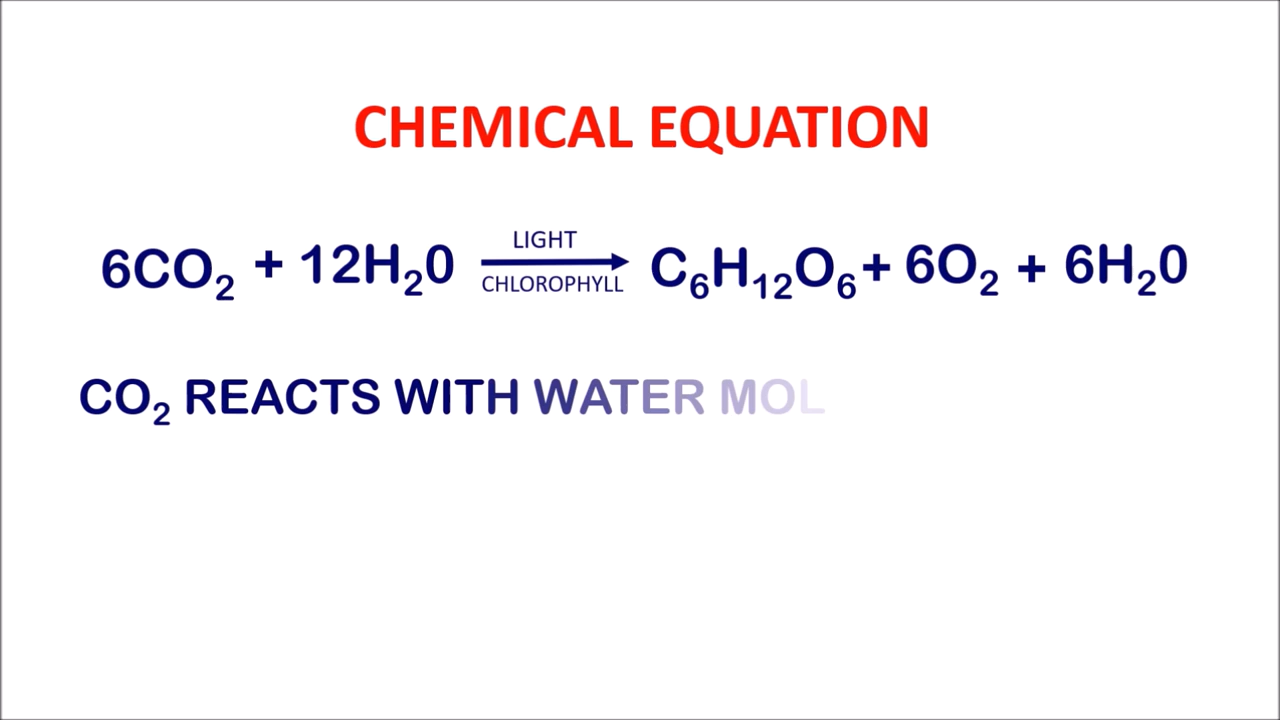 CHEMICAL EQUATION
6CO₂ + 12H₂0 LIGHT CHLOROPHYLL → C₆H₁₂O₆ + 6O₂ + 6H₂0
CO₂ REACTS WITH WATER MOL